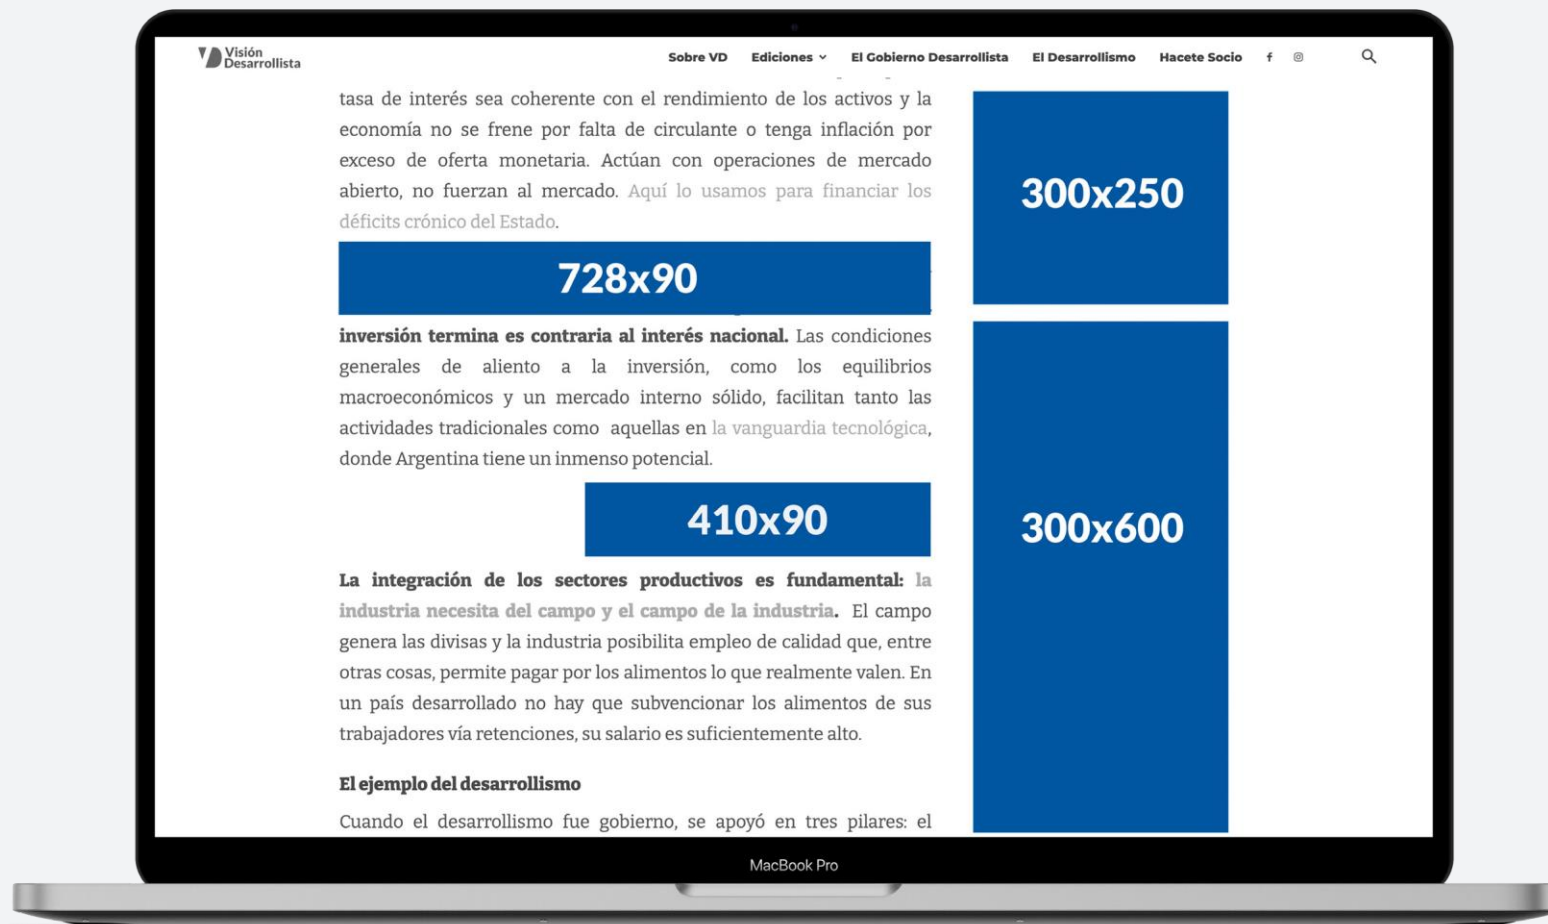 Visión
Desarrollista
Sobre VD Ediciones El Gobierno Desarrollista El Desarrollismo Hacete Socio
tasa de interés sea coherente con el rendimiento de los activos y la
economía no se frene por falta de circulante o tenga inflación por
exceso de oferta monetaria. Actúan con operaciones de mercado
abierto, no fuerzan al mercado. Aquí lo usamos para financiar los
déficits crónico del Estado.
728x90
inversión termina es contraria al interés nacional. Las condiciones
generales de aliento a la inversión, como los equilibrios
macroeconómicos y un mercado interno sólido, facilitan tanto las
actividades tradicionales como aquellas en la vanguardia tecnológica,
donde Argentina tiene un inmenso potencial.
410x90
La integración de los sectores productivos es fundamental: la
industria necesita del campo y el campo de la industria. El campo
genera las divisas y la industria posibilita empleo de calidad que, entre
otras cosas, permite pagar por los alimentos lo que realmente valen. En
un país desarrollado no hay que subvencionar los alimentos de sus
trabajadores vía retenciones, su salario es suficientemente alto.
El ejemplo del desarrollismo
Cuando el desarrollismo fue gobierno, se apoyó en tres pilares: el
300x250
300x600
MacBook Pro